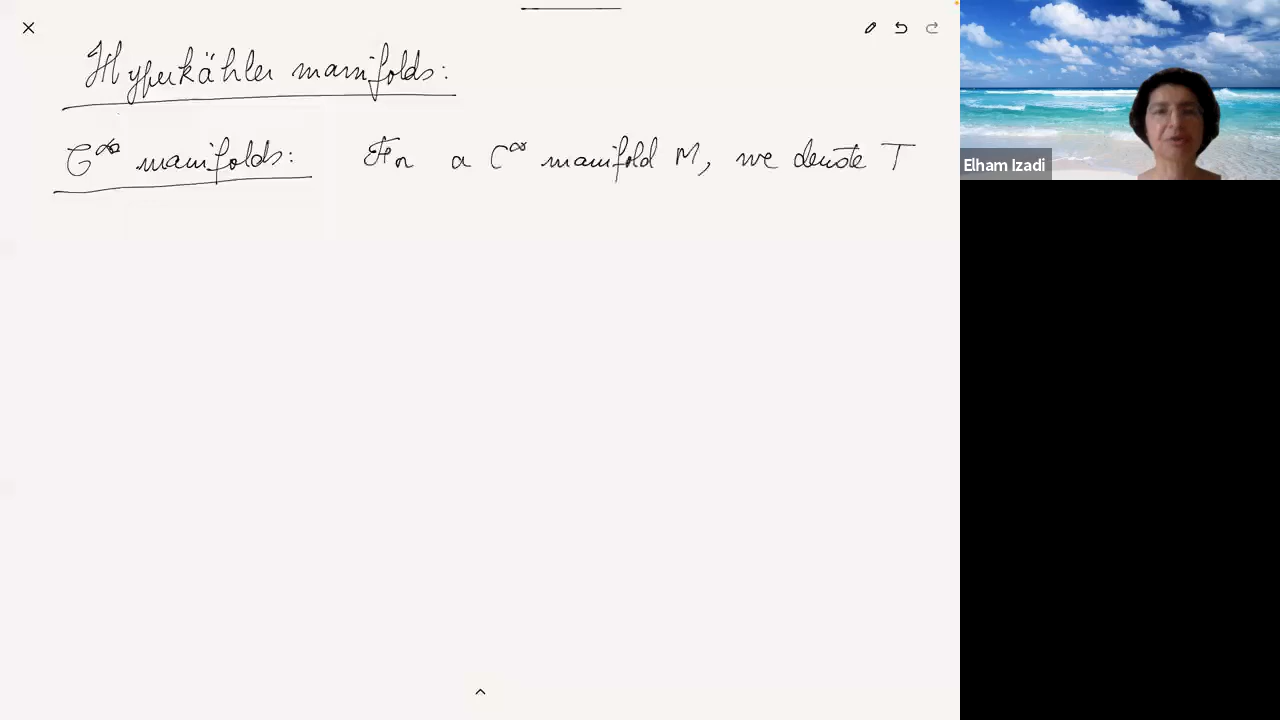 Hyperkähler manifolds:
C^∞ manifolds: For a C^∞ manifold M, we denote T
Elham Izadi